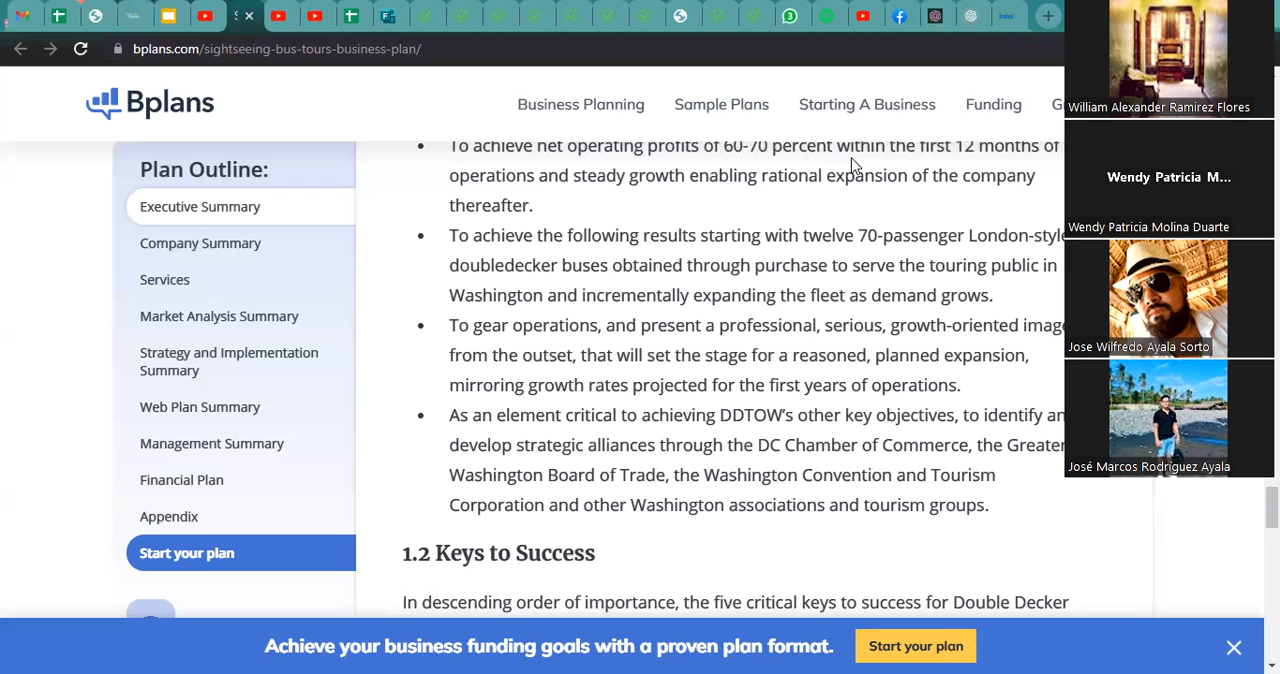 S
3
intel
bplans.com/sightseeing-bus-tours-business-plan/
Bplans
Business Planning
Sample Plans
Starting A Business
Funding
G
Plan Outline:
Executive Summary
Company Summary
Services
Market Analysis Summary
Strategy and Implementation
Summary
Web Plan Summary
Management Summary
Financial Plan
Appendix
Start your plan
To achieve net operating profits of 60-70 percent within the first 12 months of
operations and steady growth enabling rational expansion of the company
thereafter.
To achieve the following results starting with twelve 70-passenger London-style
doubledecker buses obtained through purchase to serve the touring public in
Washington and incrementally expanding the fleet as demand grows.
To gear operations, and present a professional, serious, growth-oriented image
from the outset, that will set the stage for a reasoned, planned expansion,
mirroring growth rates projected for the first years of operations.
As an element critical to achieving DDTOW's other key objectives, to identify an
develop strategic alliances through the DC Chamber of Commerce, the Greater
Washington Board of Trade, the Washington Convention and Tourism
Corporation and other Washington associations and tourism groups.
1.2 Keys to Success
In descending order of importance, the five critical keys to success for Double Decker
Achieve your business funding goals with a proven plan format.
Start your plan
William Alexander Ramirez Flores
Wendy Patricia M...
Wendy Patricia Molina Duarte
Jose Wilfredo Ayala Sorto
José Marcos Rodríguez Ayala